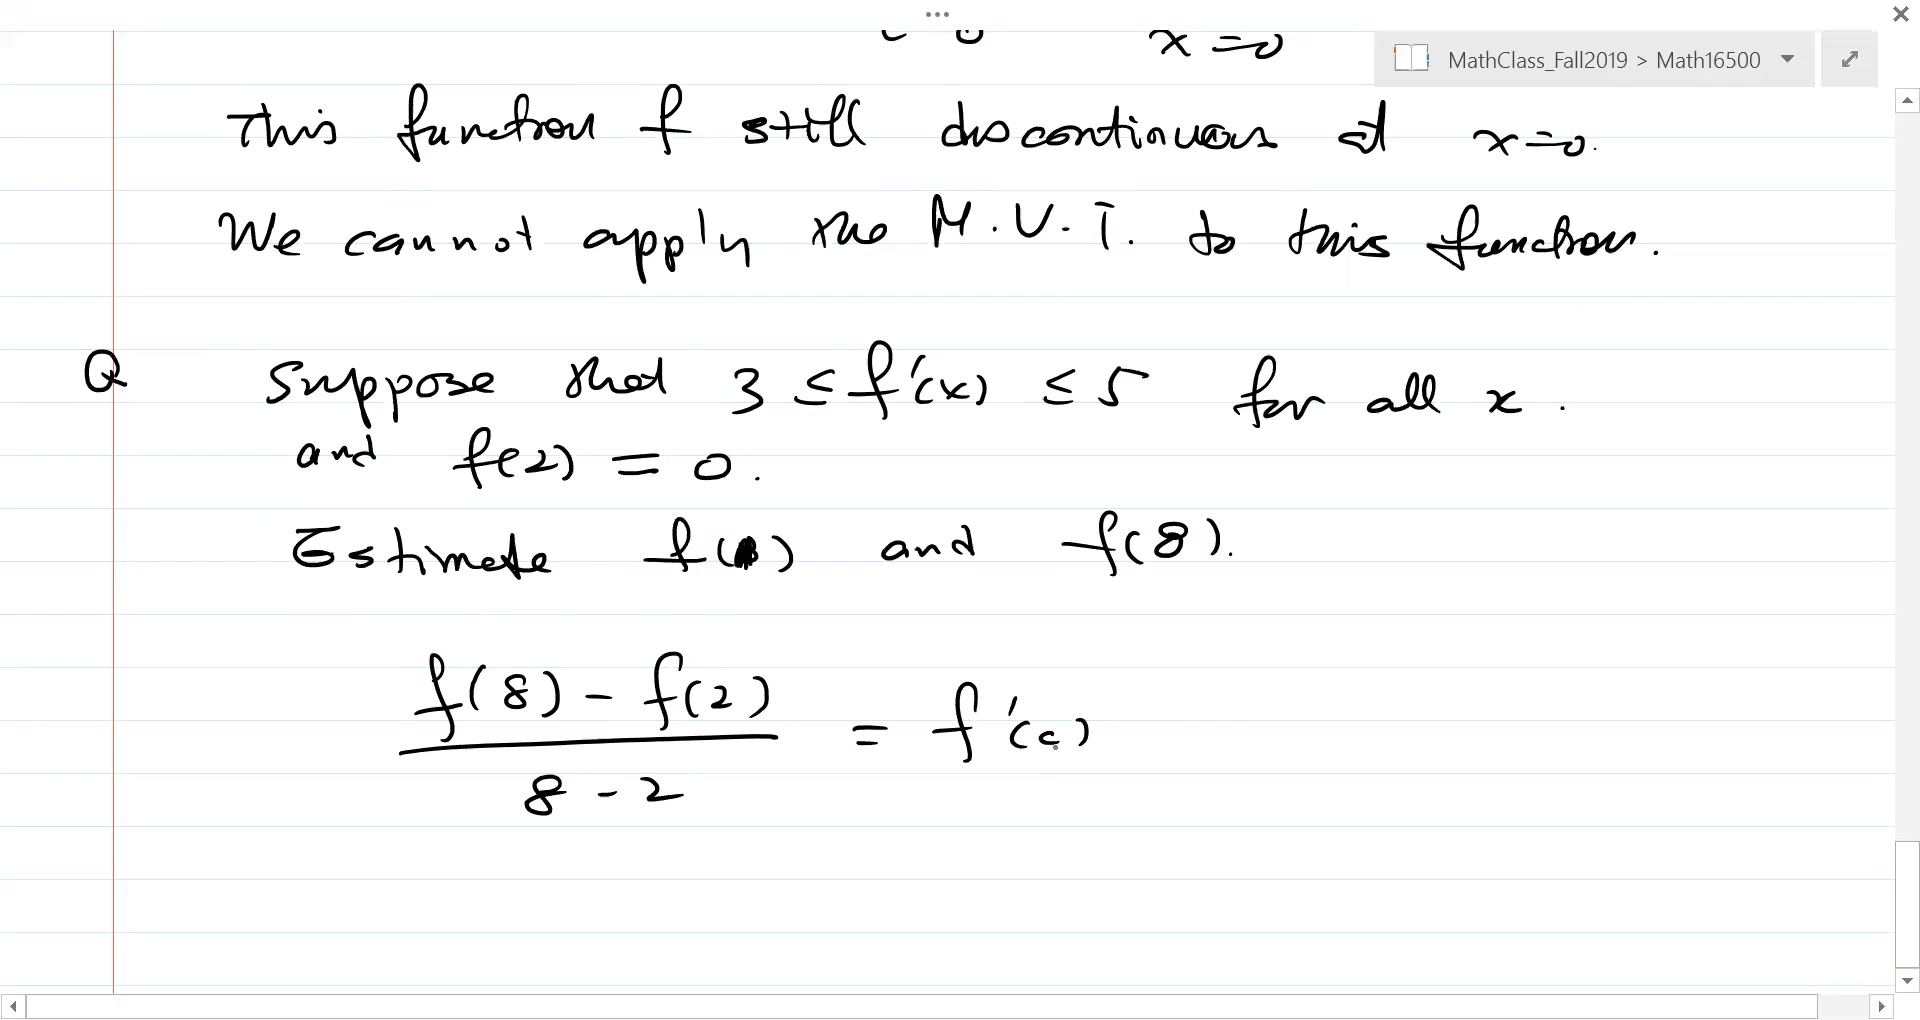 x=0
MathClass_Fall2019 > Math16500
This function f still discontinuous at x=0.
We cannot apply the M.V.T. to this function.
Q Suppose that 3 ≤ f'(x) ≤ 5 for all x.
and f(2) = 0.
Estimate f( ) and f(8).
f(8) - f(2)
= f'(c)
8 - 2